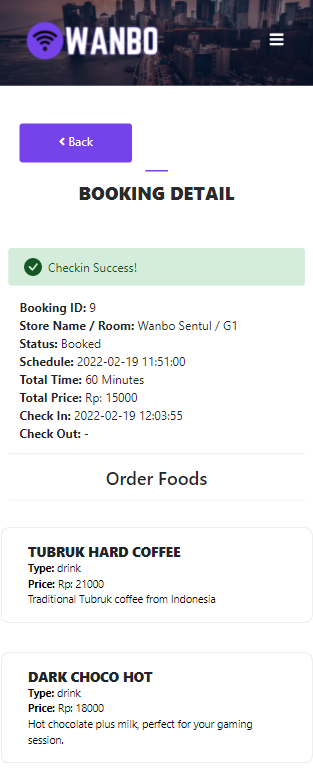 WANBO
Back
BOOKING DETAIL
Checkin Success!
Booking ID: 9
Store Name / Room: Wanbo Sentul / G1
Status: Booked
Schedule: 2022-02-19 11:51:00
Total Time: 60 Minutes
Total Price: Rp: 15000
Check In: 2022-02-19 12:03:55
Check Out: -
Order Foods
TUBRUK HARD COFFEE
Type: drink
Price: Rp: 21000
Traditional Tubruk coffee from Indonesia
DARK CHOCO HOT
Type: drink
Price: Rp: 18000
Hot chocolate plus milk, perfect for your gaming
session.